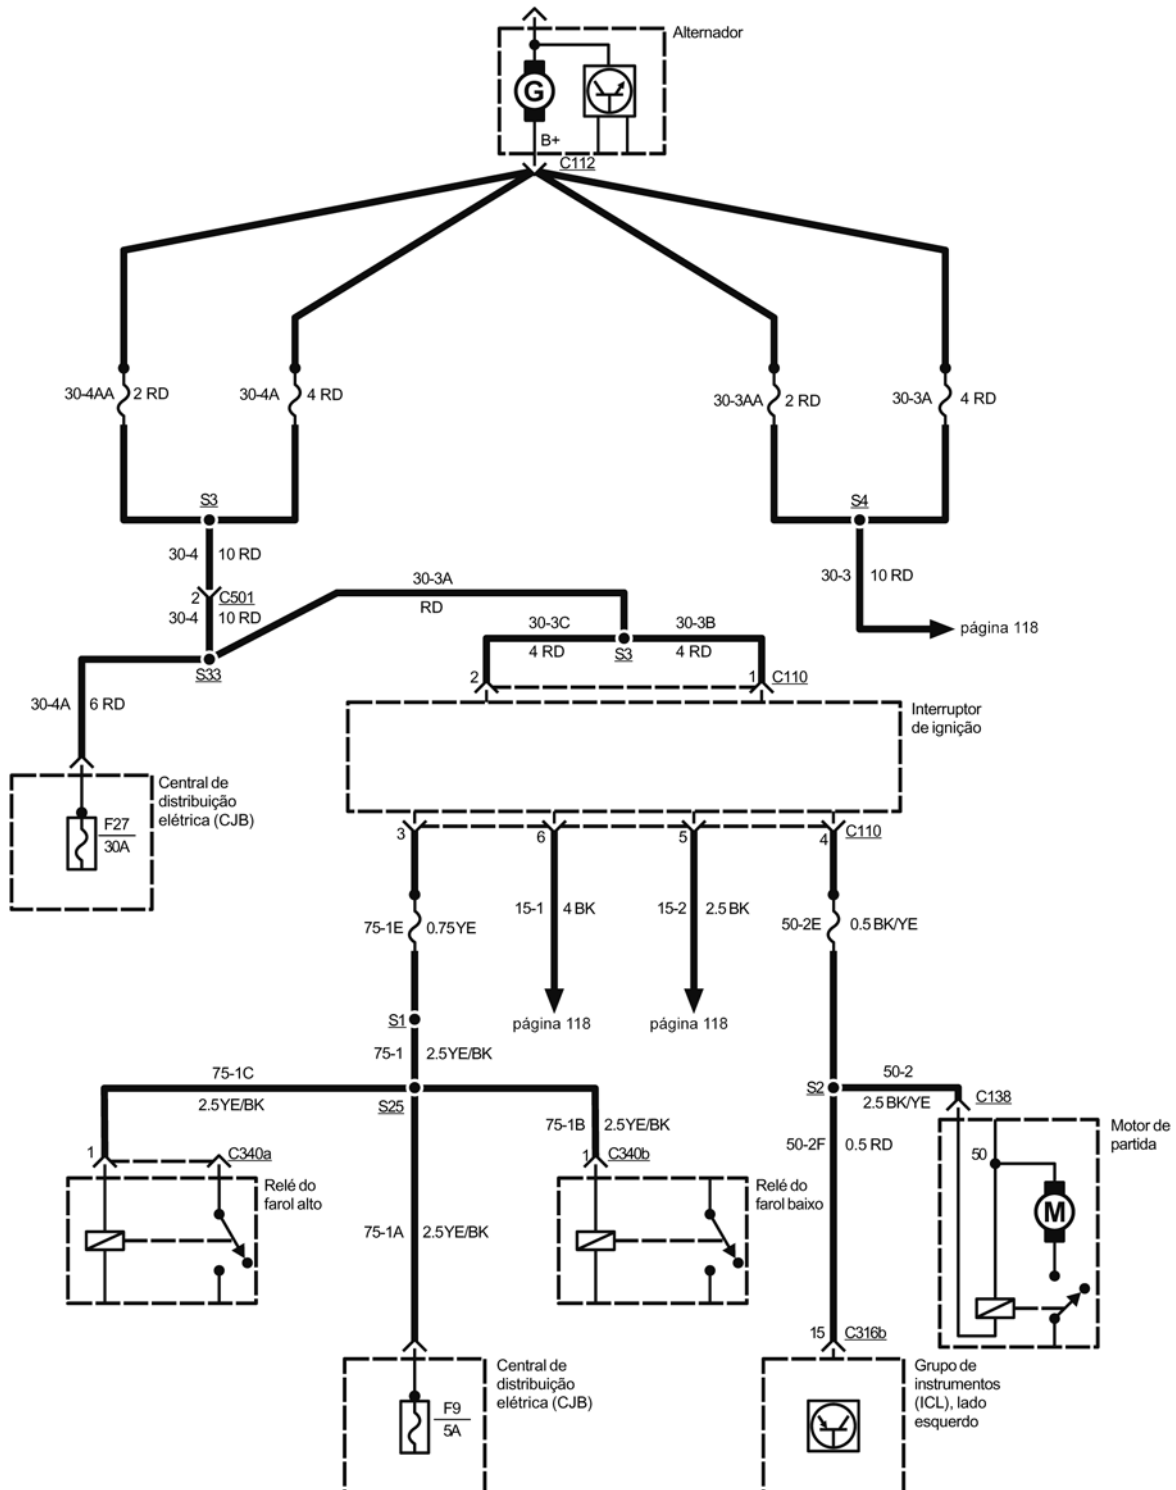 Alternador
G
B+
C112
30-4AA 2 RD
30-4A 4 RD
30-3AA 2 RD
30-3A 4 RD
S3
S4
30-4 10 RD
2 C501
30-4 10 RD
30-3A
RD
30-3 10 RD
página 118
30-3C
4 RD
30-3B
4 RD
S3
S33
2
1 C110
30-4A 6 RD
Interruptor
de ignição
Central de
distribuição
elétrica (CJB)
F27
30A
3
6
5
4
C110
75-1E 0.75YE
15-1 4 BK
15-2 2.5 BK
50-2E 0.5 BK/YE
S1
página 118
página 118
75-1 2.5YE/BK
75-1C
2.5YE/BK
S25
S2
50-2
2.5 BK/YE
C138
75-1B 2.5YE/BK
1 C340a
1 C340b
50-2F 0.5 RD
Motor de
partida
50
M
Relé do
farol alto
Relé do
farol baixo
75-1A 2.5YE/BK
15 C316b
Central de
distribuição
elétrica (CJB)
F9
5A
Grupo de
instrumentos
(ICL), lado
esquerdo